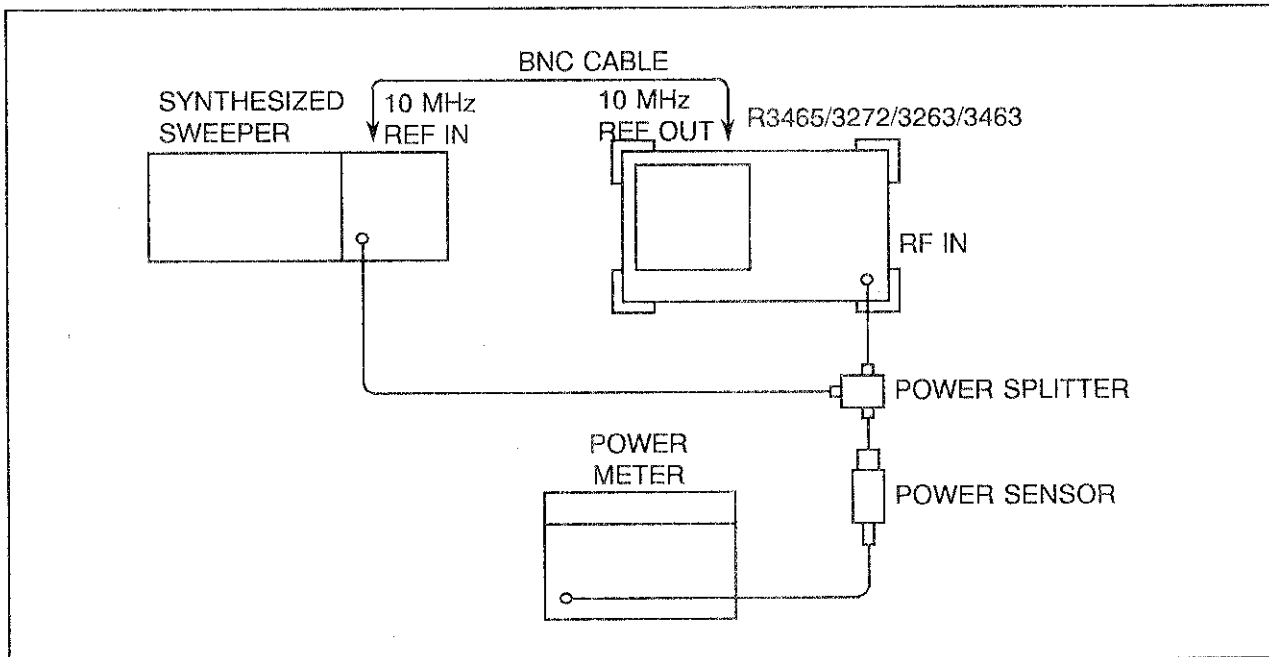 BNC CABLE
SYNTHESIZED
SWEEPER
10 MHz
REF IN
10 MHz
REF OUT
R3465/3272/3263/3463
RF IN
POWER SPLITTER
POWER
METER
POWER SENSOR